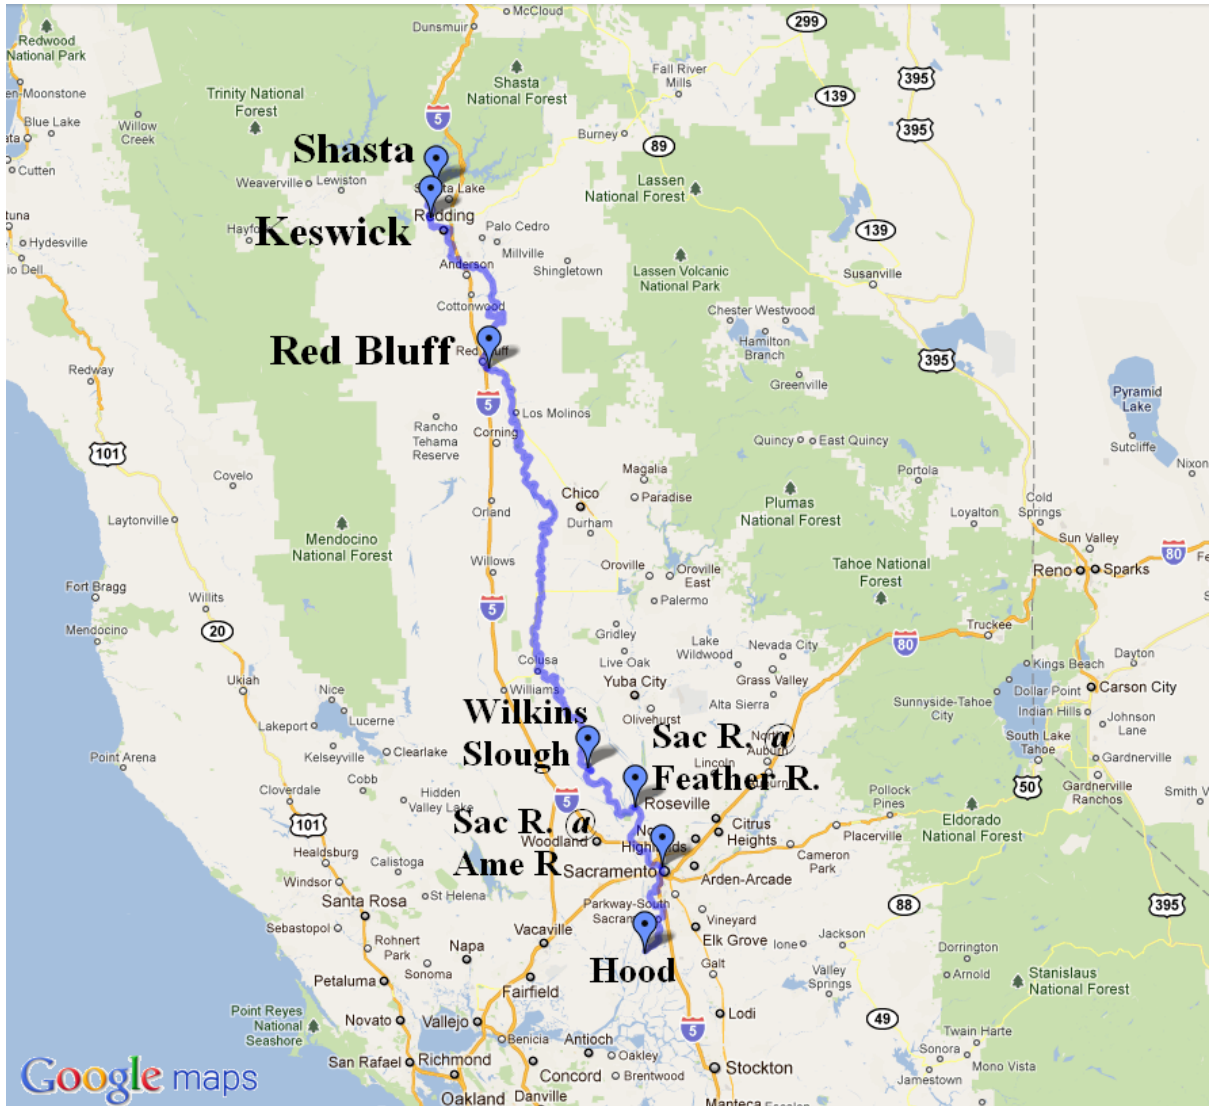 McCloud
Dunsmuir
299
Redwood
National Park
395
Shasta
National Forest
Fall River
Mills
139
en-Moonstone
Trinity National
Forest
5
Blue Lake
Willow
Creek
395
Burney
89
Shasta
Cutten
Weaverville
Lewiston
Lake
Lassen
National Forest
Redding
Keswick
Palo Cedro
139
Hydesville
Millville
io Dell
Anderson
Shingletown
Lassen Volcanic
National Park
Susanville
Cottonwood
Chester Westwood
Hamilton
Branch
Red Bluff
395
Redway
Greenville
Pyramid
Lake
5
Los Molinos
Rancho
Tehama
Reserve
Corning
Quincy
East Quincy
Sutcliffe
101
Magalia
Portola
Nixon
Covelo
Paradise
Chico
Plumas
National Forest
Cold
Springs
Orland
Loyalton
Laytonville
Durham
Mendocino
National Forest
Sun Valley
80
Willows
Oroville
Oroville
East
Tahoe National
Forest
Reno
Sparks
Fort Bragg
Willits
5
Palermo
Mendocino
20
Gridley
Lake
Wildwood
Nevada City
Truckee
80
Colusa
Live Oak
Grass Valley
Kings Beach
Dayton
Ukiah
Nice
Williams
Yuba City
Dollar Point
Carson City
Lucerne
Wilkins
Slough
Olivehurst
Alta Sierra
Sunnyside-Tahoe
City
Indian Hills
Johnson
Lane
Lakeport
Sac R. @
Feather R.
Auburn
South Lake
Tahoe
Point Arena
Kelseyville
Clearlake
Lincoln
Gardnerville
Cobb
50
Gardnerville
Ranchos
Cloverdale
Hidden
Valley Lake
5
Roseville
Pollock
Pines
Smith V
101
Sac R. @
Ame R
Woodland
Highlands
Citrus
Heights
Placerville
Eldorado
National Forest
Healdsburg
Calistoga
Cameron
Park
Windsor
Sacramento
Arden-Arcade
St Helena
Santa Rosa
Parkway-South
88
395
Sebastopol
Vacaville
Vineyard
Rohnert
Park
Napa
Elk Grove
Ione
Jackson
Dorrington
Sonoma
Hood
Galt
Arnold
Petaluma
Fairfield
Valley
Springs
Stanislaus
National Forest
Point Reyes
National
Seashore
Novato
Vallejo
Lodi
49
5
Twain Harte
Benicia
Antioch
Sonora
Mono Vista
San Rafael
Richmond
Oakley
Concord
Brentwood
Stockton
Jamestown
Google maps
Oakland
Danville
Manteca